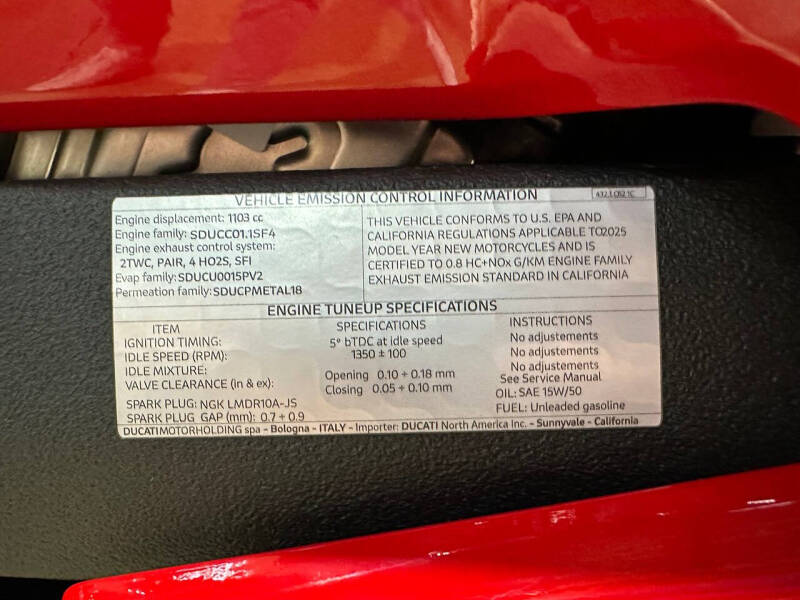 VEHICLE EMISSION CONTROL INFORMATION
Engine displacement: 1103 cc
Engine family: SDUCC01.1SF4
Engine exhaust control system:
2TWC, PAIR, 4 HO2S, SFI
Evap family: SDUCU0015PV2
Permeation family: SDUCPMETAL18
THIS VEHICLE CONFORMS TO U.S. EPA AND
CALIFORNIA REGULATIONS APPLICABLE TO2025
MODEL YEAR NEW MOTORCYCLES AND IS
CERTIFIED TO 0.8 HC+NOx G/KM ENGINE FAMILY
EXHAUST EMISSION STANDARD IN CALIFORNIA
ENGINE TUNEUP SPECIFICATIONS
ITEM SPECIFICATIONS INSTRUCTIONS
IGNITION TIMING: 5° bTDC at idle speed No adjustements
IDLE SPEED (RPM): 1350 ± 100 No adjustements
IDLE MIXTURE: No adjustements
VALVE CLEARANCE (in & ex): Opening 0.10 ÷ 0.18 mm See Service Manual
Closing 0.05 ÷ 0.10 mm
OIL: SAE 15W/50
SPARK PLUG: NGK LMDR10A-JS
SPARK PLUG GAP (mm): 0.7 ÷ 0.9
FUEL: Unleaded gasoline
DUCATIMOTORHOLDING spa - Bologna - ITALY - Importer: DUCATI North America Inc. - Sunnyvale - California